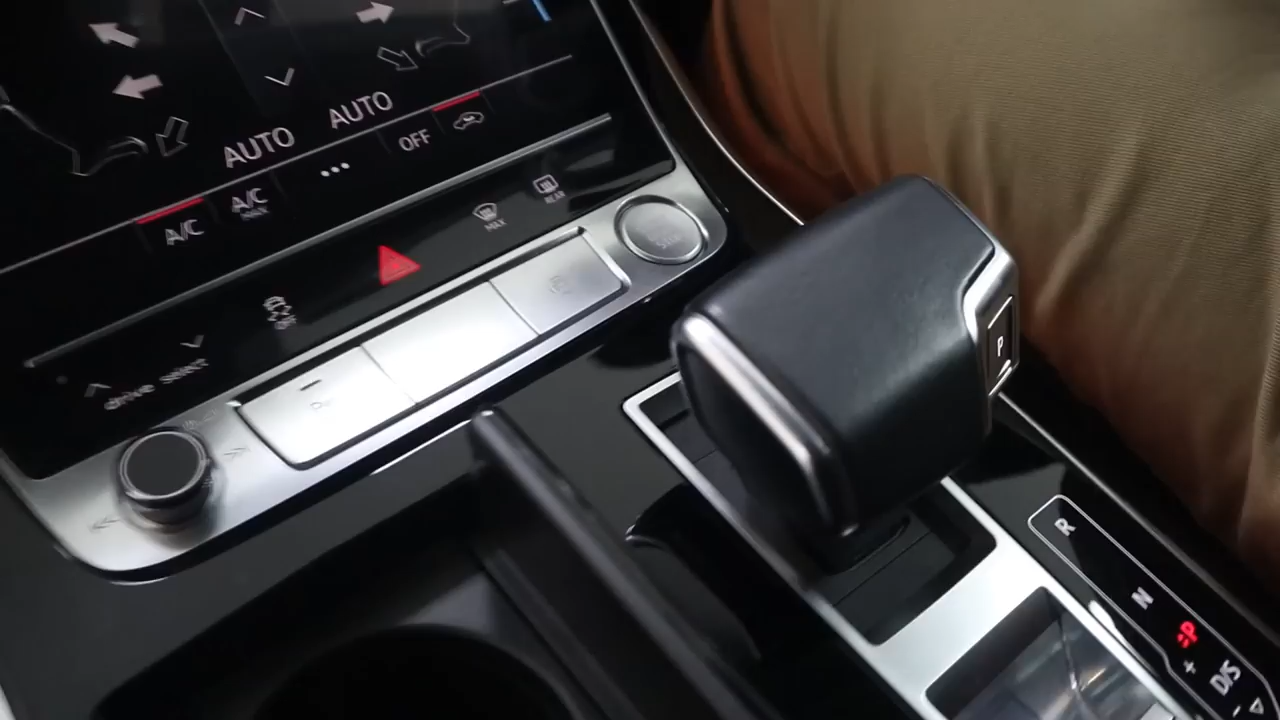 AUTO
AUTO
OFF
A/C
A/C
MAX
MAX
REAR
OFF
drive select
P
R
N
P
+
D/S
-